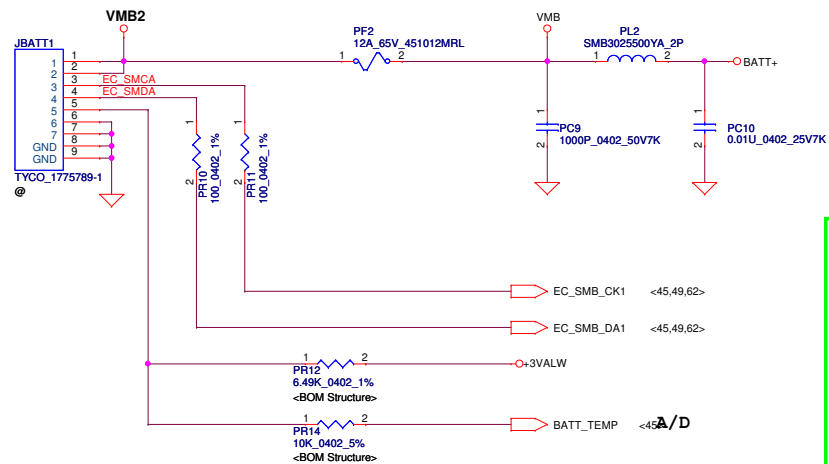 VMB2
JBATT1
1
2
3
4
5
6
7
GND
GND
1
2
3
4
5
6
7
8
9
EC_SMCA
EC_SMDA
TYCO_1775789-1
@
PF2
12A_65V_451012MRL
1 2
VMB
PL2
SMB3025500YA_2P
1 2
BATT+
1
2
PC9
1000P_0402_50V7K
1
2
PC10
0.01U_0402_25V7K
1
2
PR10
100_0402_1%
1
2
PR11
100_0402_1%
EC_SMB_CK1 <45,49,62>
EC_SMB_DA1 <45,49,62>
1 2
PR12
6.49K_0402_1%
<BOM Structure>
+3VALW
1 2
PR14
10K_0402_5%
<BOM Structure>
BATT_TEMP <45> A/D